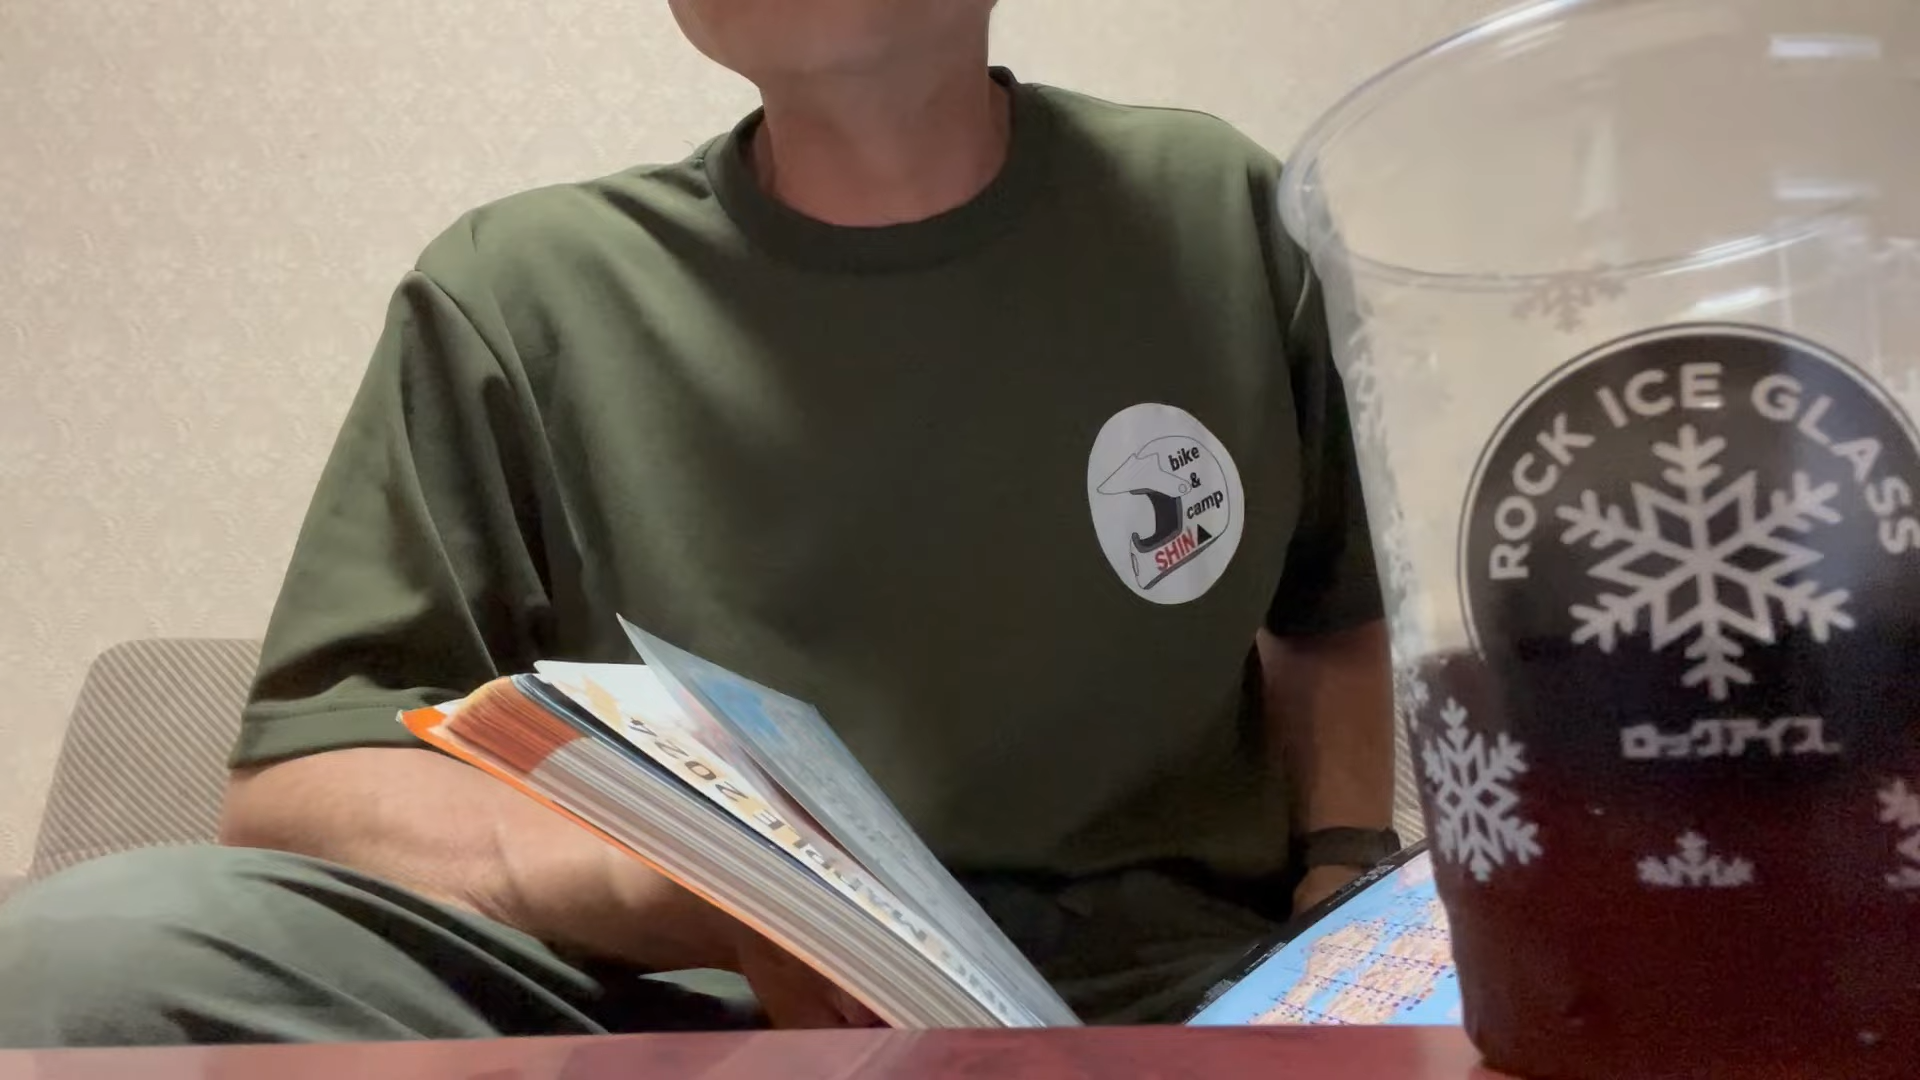 bike
&
camp
SHIN
ROCK ICE GLASS
ロックアイス
MAPPLE 2024